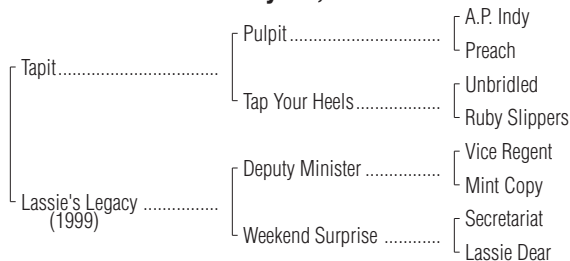 A.P. Indy
Pulpit
Preach
Tapit
Unbridled
Tap Your Heels
Ruby Slippers
Vice Regent
Deputy Minister
Mint Copy
Lassie's Legacy
(1999)
Secretariat
Weekend Surprise
Lassie Dear